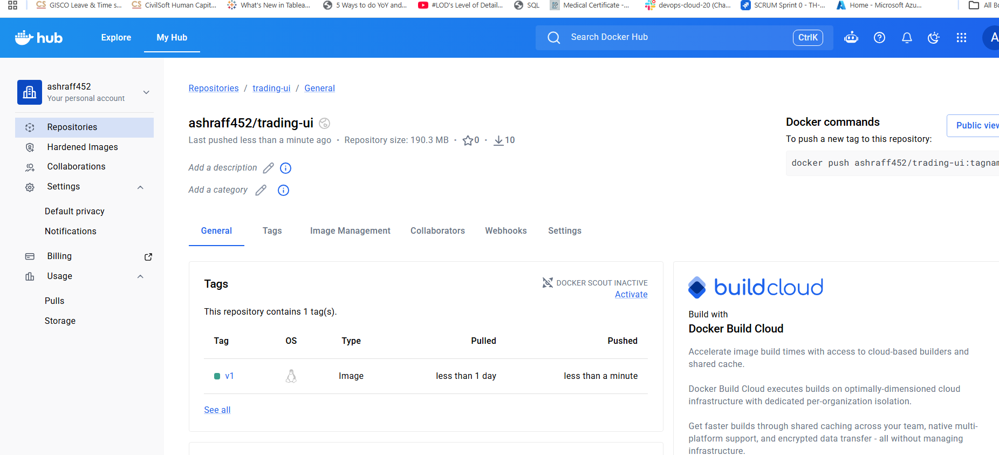 GISCO Leave & Time s...
CivilSoft Human Capit...
What's New in Tablea...
5 Ways to do YoY and...
#LOD's Level of Detail...
SQL
Medical Certificate -...
devops-cloud-20 (Cha...
SCRUM Sprint 0 - TH-...
Home - Microsoft Azu...
All Bo
hub
Explore
My Hub
Search Docker Hub
CtrlK
A
ashraff452
Your personal account
Repositories
Hardened Images
Collaborations
Settings
Default privacy
Notifications
Billing
Usage
Pulls
Storage
Repositories / trading-ui / General
ashraff452/trading-ui
Last pushed less than a minute ago • Repository size: 190.3 MB • 0 • 10
Add a description
Add a category
Docker commands
Public view
To push a new tag to this repository:
docker push ashraff452/trading-ui:tagnam
General
Tags
Image Management
Collaborators
Webhooks
Settings
Tags
DOCKER SCOUT INACTIVE
Activate
This repository contains 1 tag(s).
Tag OS Type Pulled Pushed
v1 Image less than 1 day less than a minute
See all
buildcloud
Build with
Docker Build Cloud
Accelerate image build times with access to cloud-based builders and
shared cache.
Docker Build Cloud executes builds on optimally-dimensioned cloud
infrastructure with dedicated per-organization isolation.
Get faster builds through shared caching across your team, native multi-
platform support, and encrypted data transfer - all without managing
infrastructure.